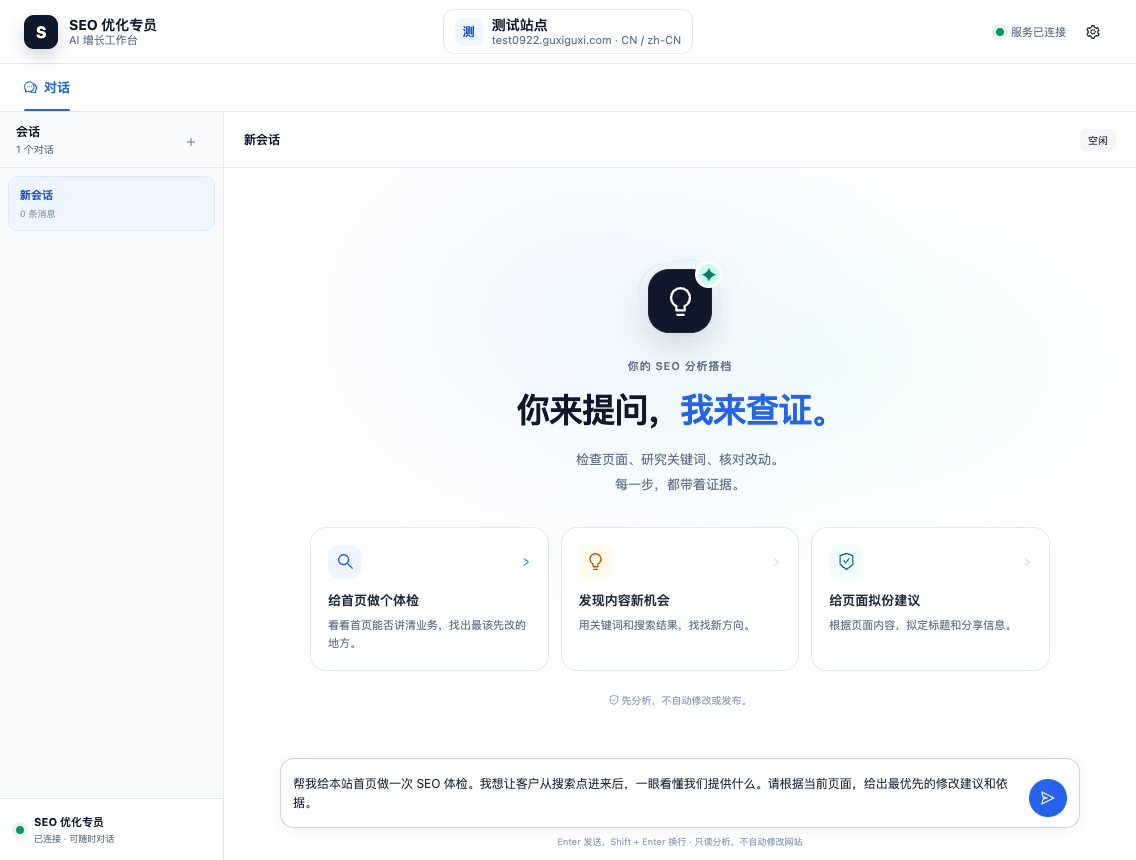 S
SEO 优化专员
AI 增长工作台
测
测试站点
test0922.guxiguxi.com · CN / zh-CN
服务已连接
对话
会话
1 个对话
+
新会话
0 条消息
新会话
空闲
你的 SEO 分析搭档
你来提问，我来查证。
检查页面、研究关键词、核对改动。
每一步，都带着证据。
给首页做个体检
看看首页能否讲清业务，找出最该先改的
地方。
发现内容新机会
用关键词和搜索结果，找找新方向。
给页面拟份建议
根据页面内容，拟定标题和分享信息。
先分析，不自动修改或发布。
帮我给本站首页做一次 SEO 体检。我想让客户从搜索点进来后，一眼看懂我们提供什么。请根据当前页面，给出最优先的修改建议和依
据。
Enter 发送，Shift + Enter 换行 · 只读分析，不自动修改网站
SEO 优化专员
已连接 · 可随时对话